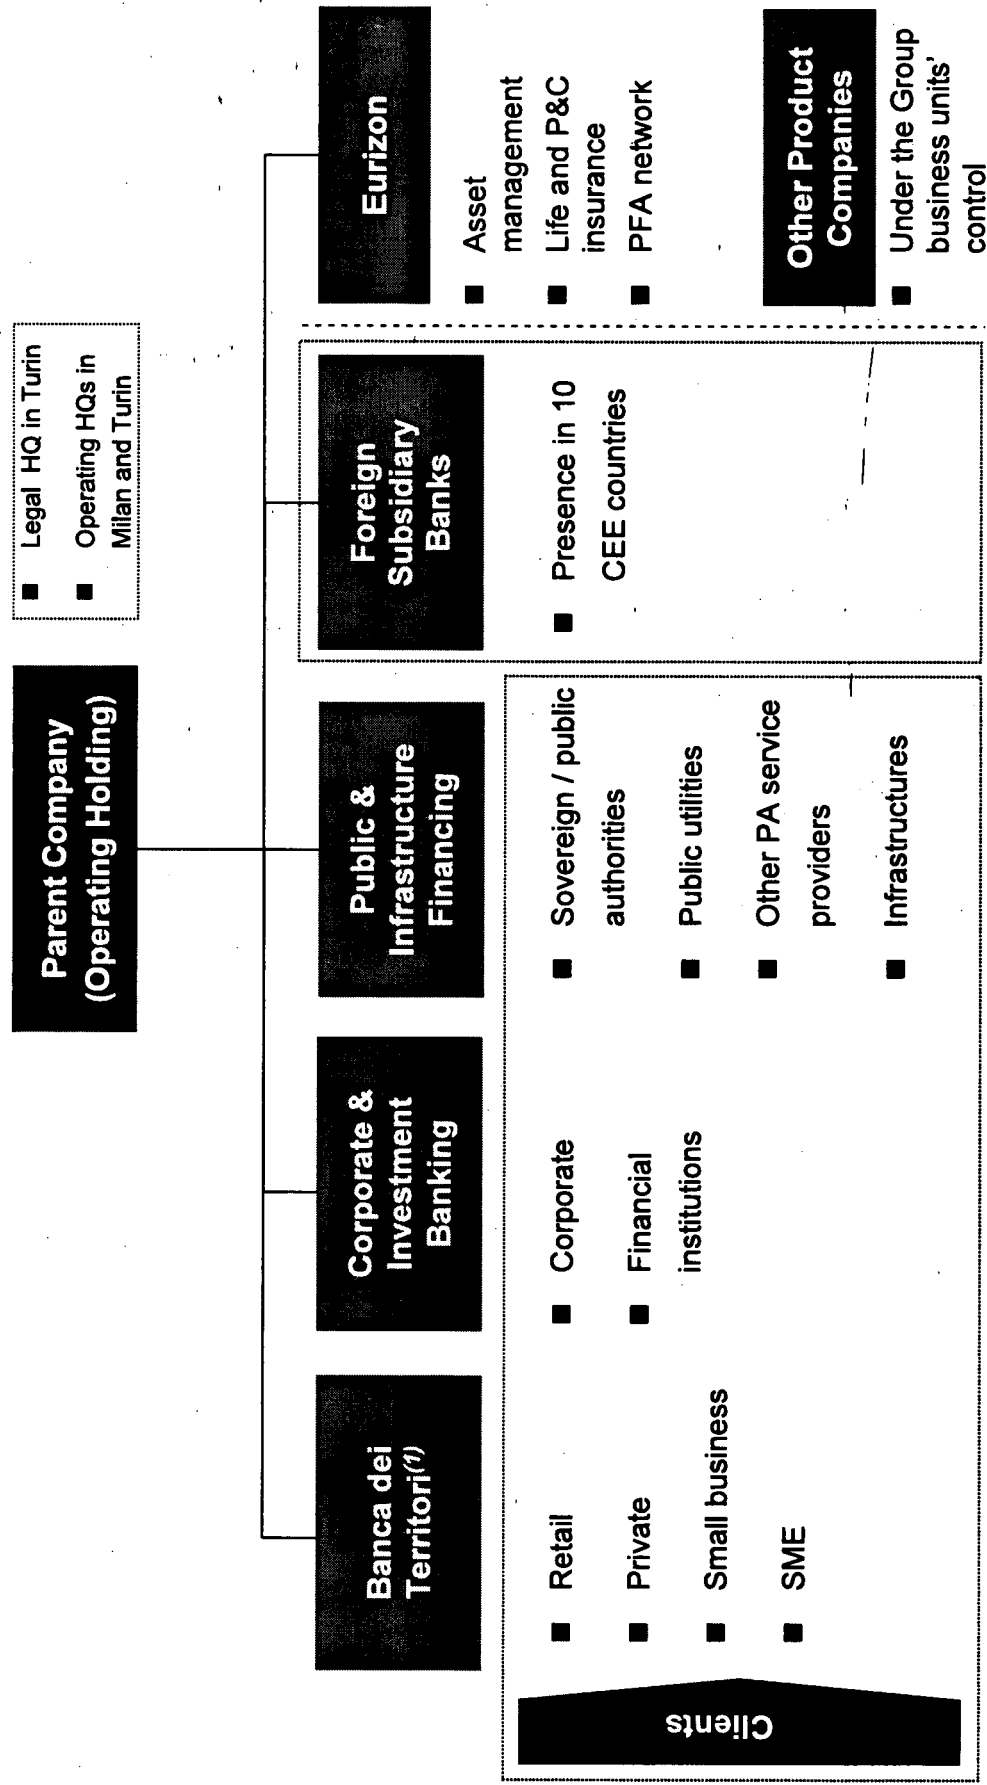 Parent Company
(Operating Holding)
■ Legal HQ in Turin
■ Operating HQs in
Milan and Turin
Banca dei
Territori(1)
Corporate &
Investment
Banking
Public &
Infrastructure
Financing
Foreign
Subsidiary
Banks
Eurizon
Clients
■ Retail
■ Private
■ Small business
■ SME
■ Corporate
■ Financial
institutions
■ Sovereign / public
authorities
■ Public utilities
■ Other PA service
providers
■ Infrastructures
■ Presence in 10
CEE countries
■ Asset
management
■ Life and P&C
insurance
■ PFA network
Other Product
Companies
■ Under the Group
business units'
control